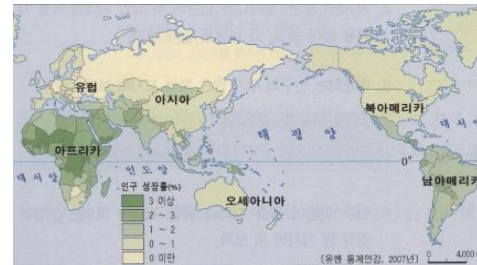 유럽
아시아
북아메리카
아프리카
태 평 양
대 서 양
인 도 양
0°
대 서 양
오세아니아
남아메리카
인구 성장률(%)
3 이상
2 ~ 3
1 ~ 2
0 ~ 1
0 미만
(유엔 통계연감, 2007년)
0 4,000